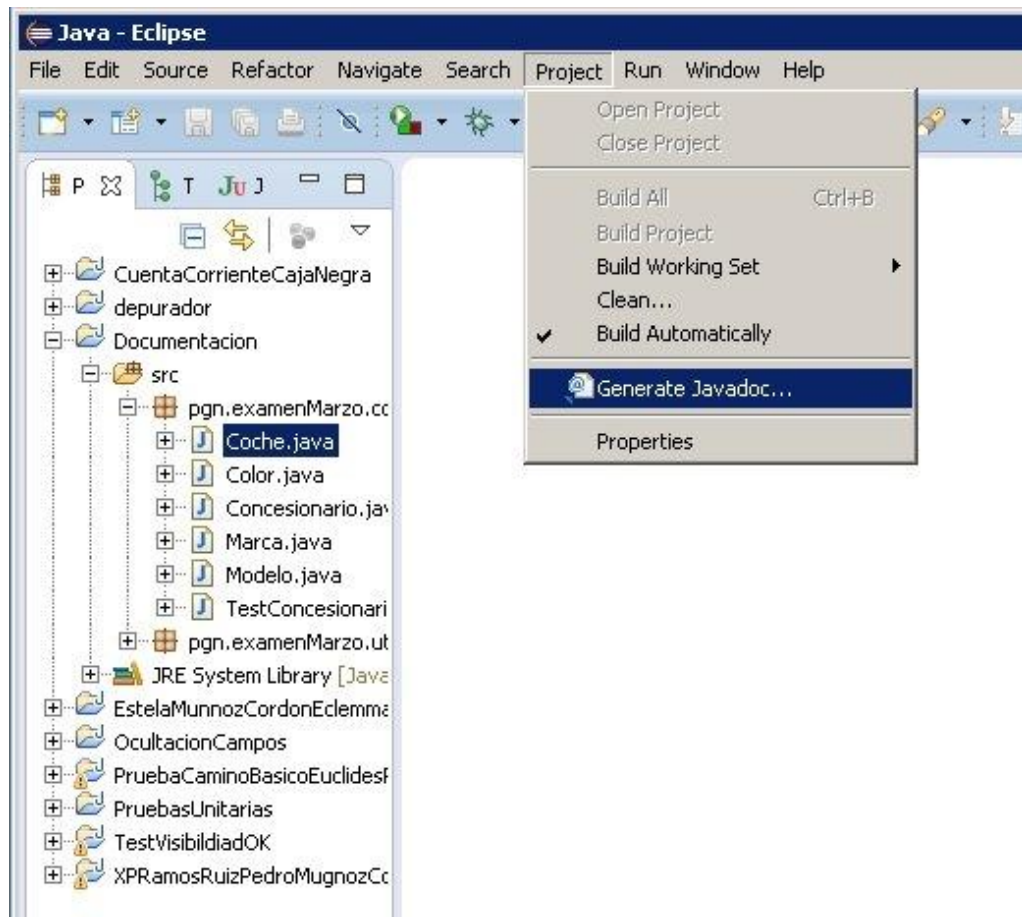 Java - Eclipse
File Edit Source Refactor Navigate Search Project Run Window Help
Open Project
Close Project
Build All Ctrl+B
Build Project
Build Working Set
Clean...
Build Automatically
Generate Javadoc...
Properties
P T Ju J
CuentaCorrienteCajaNegra
depurador
Documentacion
src
pgn.examenMarzo.cc
Coche.java
Color.java
Concesionario.jav
Marca.java
Modelo.java
TestConcesionari
pgn.examenMarzo.ut
JRE System Library [Java
EstelaMunnozCordonEclemma
OcultacionCampos
PruebaCaminoBasicoEuclidesF
PruebasUnitarias
TestVisibildiadOK
XPRamosRuizPedroMugnozCc